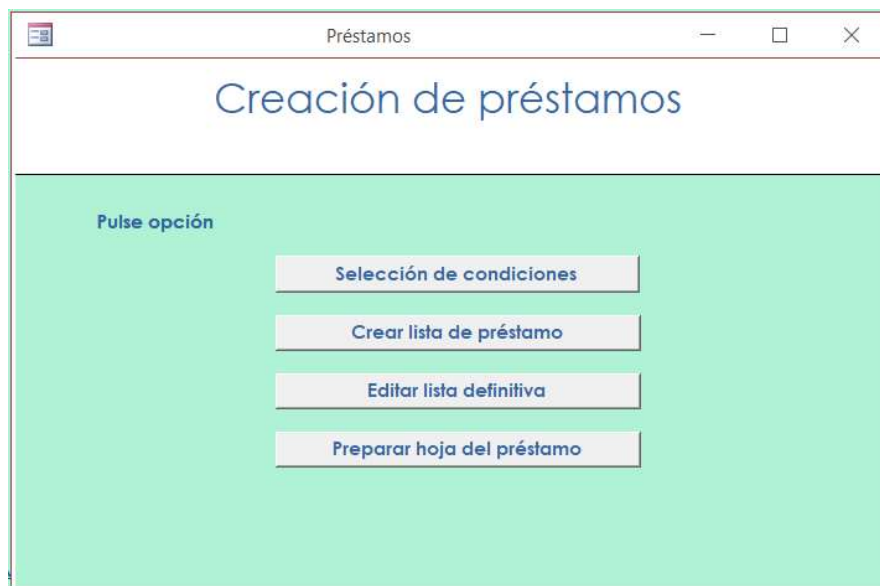 Préstamos
Creación de préstamos
Pulse opción
Selección de condiciones
Crear lista de préstamo
Editar lista definitiva
Preparar hoja del préstamo